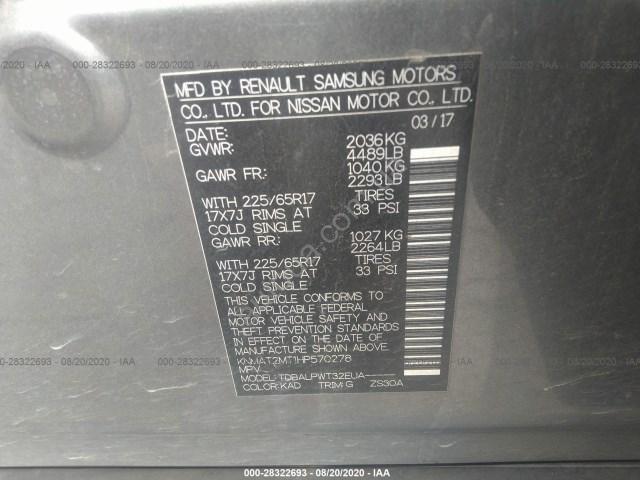 000-28322693 - 08/20/2020 - IAA
MFD BY RENAULT SAMSUNG MOTORS
CO., LTD. FOR NISSAN MOTOR CO., LTD.
03/17
DATE:
GVWR: 2036KG
4489LB
GAWR FR: 1040 KG
2293LB
WITH 225/65R17 TIRES
17X7J RIMS AT 33 PSI
COLD SINGLE
GAWR RR: 1027 KG
2264LB
WITH 225/65R17 TIRES
17X7J RIMS AT 33 PSI
COLD SINGLE
THIS VEHICLE CONFORMS TO
ALL APPLICABLE FEDERAL
MOTOR VEHICLE SAFETY AND
THEFT PREVENTION STANDARDS
IN EFFECT ON THE DATE OF
MANUFACTURE SHOWN ABOVE.
KNMAT2MT1HP570278
MPV
MODEL: TDBALPWT32EUA-----
COLOR:KAD TRIM:G ZS30A
000-28322693 - 08/20/2020 - IAA